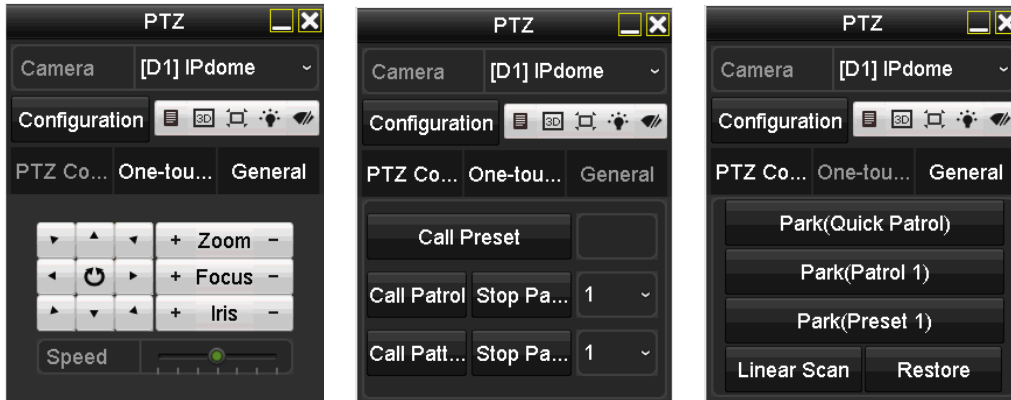 PTZ
Camera [D1] IPdome
Configuration 3D
PTZ Co... One-tou... General
+ Zoom -
+ Focus -
+ Iris -
Speed
PTZ
Camera [D1] IPdome
Configuration 3D
PTZ Co... One-tou... General
Call Preset
Call Patrol Stop Pa... 1
Call Patt... Stop Pa... 1
PTZ
Camera [D1] IPdome
Configuration 3D
PTZ Co... One-tou... General
Park(Quick Patrol)
Park(Patrol 1)
Park(Preset 1)
Linear Scan Restore